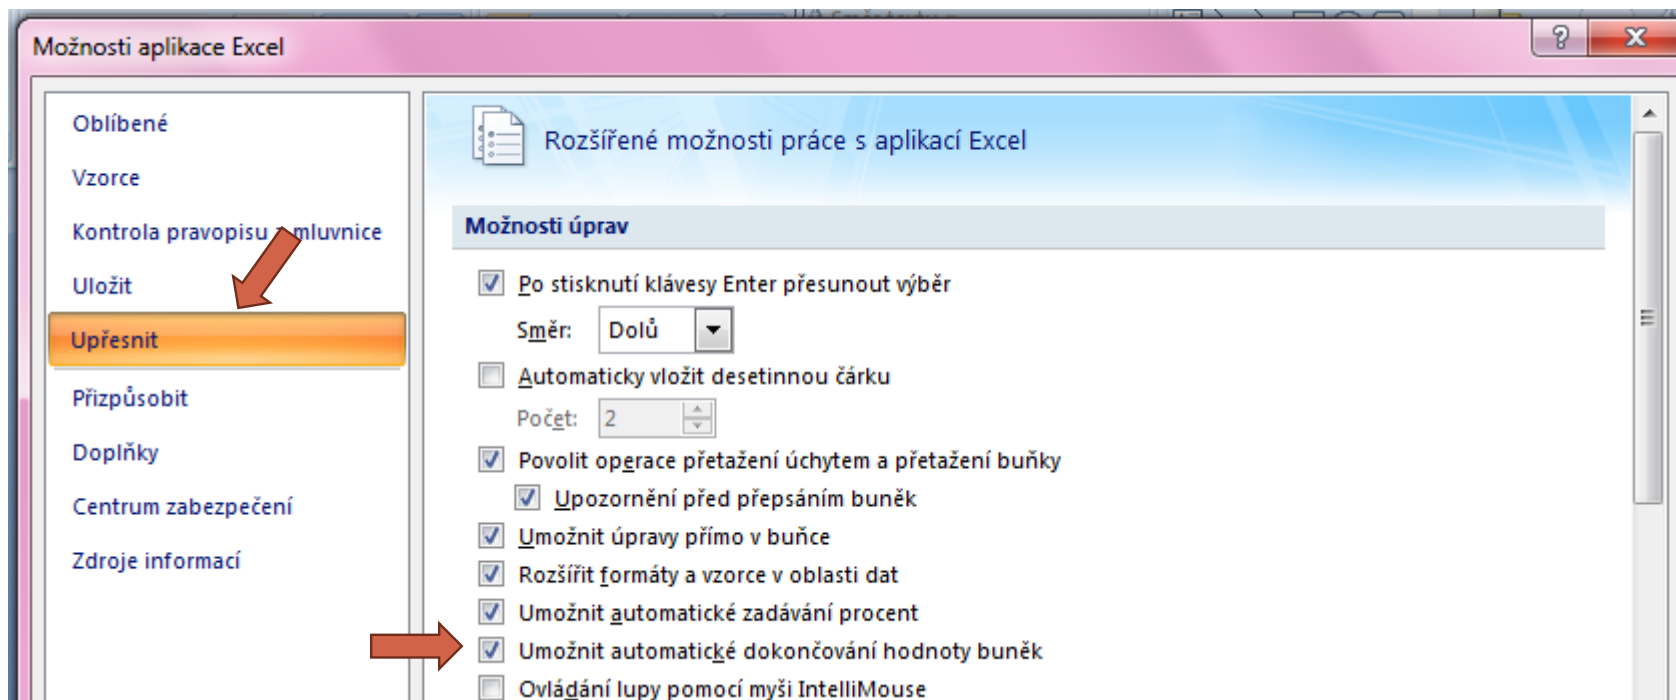 Možnosti aplikace Excel
Oblíbené
Vzorce
Kontrola pravopisu mluvnice
Uložit
Upřesnit
Přizpůsobit
Doplňky
Centrum zabezpečení
Zdroje informací
Rozšířené možnosti práce s aplikací Excel
Možnosti úprav
Po stisknutí klávesy Enter přesunout výběr
Směr: Dolů
Automaticky vložit desetinnou čárku
Počet: 2
Povolit operace přetažení úchytem a přetažení buňky
Upozornění před přepsáním buněk
Umožnit úpravy přímo v buňce
Rozšířit formáty a vzorce v oblasti dat
Umožnit automatické zadávání procent
Umožnit automatické dokončování hodnoty buněk
Ovládání lupy pomocí myši IntelliMouse